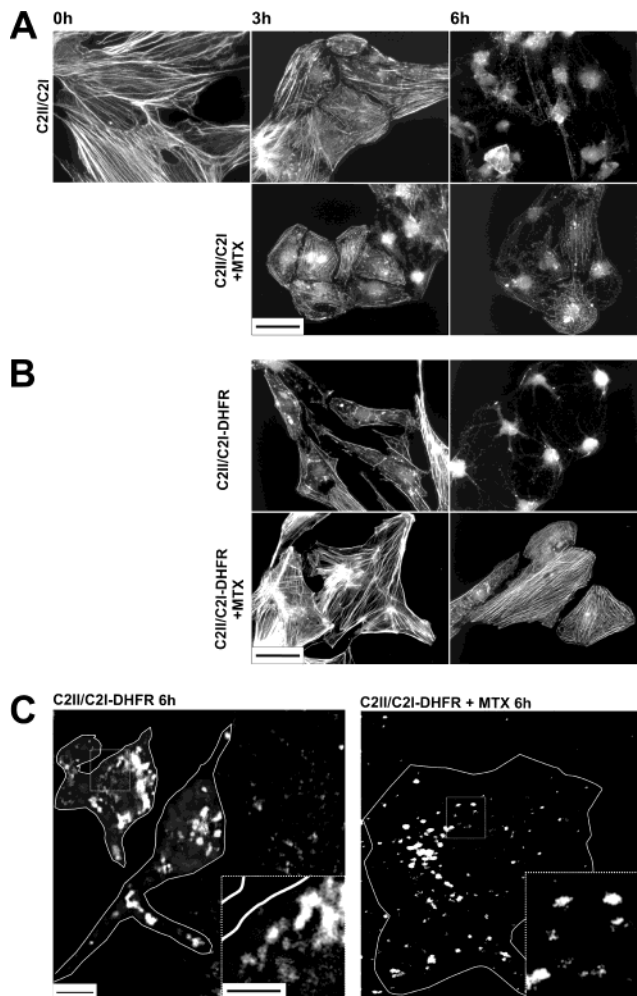 A
0h
3h
6h
C2II/C2I
C2II/C2I
+MTX
B
C2II/C2I-DHFR
C2II/C2I-DHFR
+MTX
C
C2II/C2I-DHFR 6h
C2II/C2I-DHFR + MTX 6h